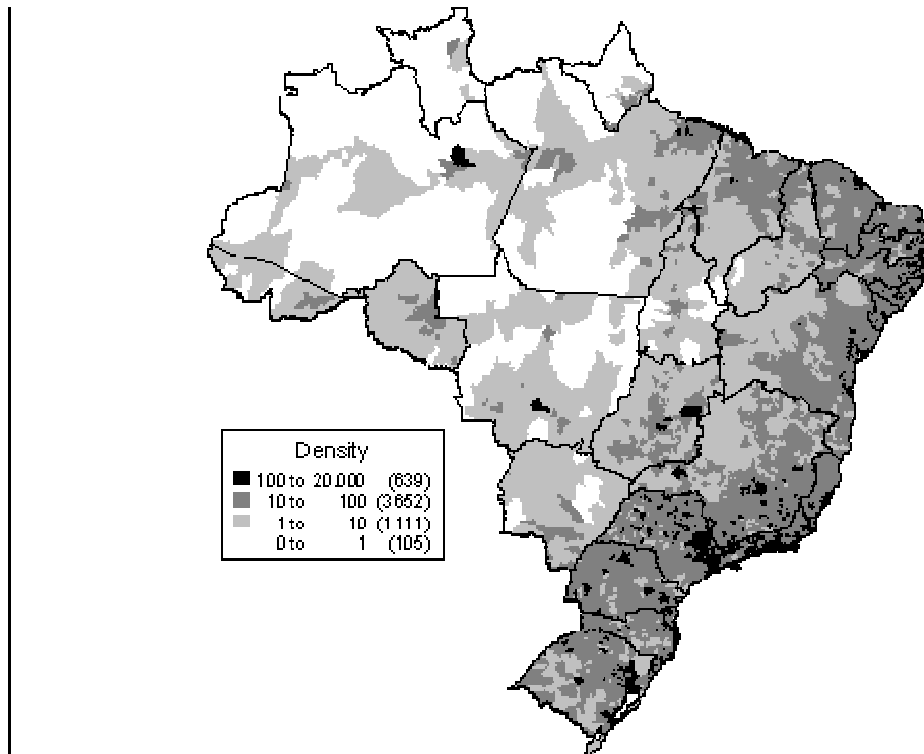 Density
100 to 20.000 (639)
10 to 100 (3652)
1 to 10 (1111)
0 to 1 (105)